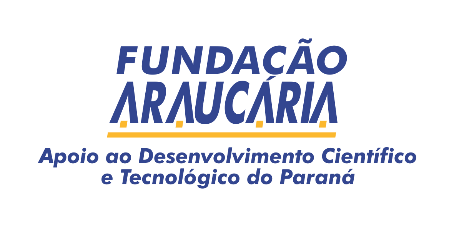 FUNDAÇÃO
ARAUCÁRIA
Apoio ao Desenvolvimento Científico
e Tecnológico do Paraná